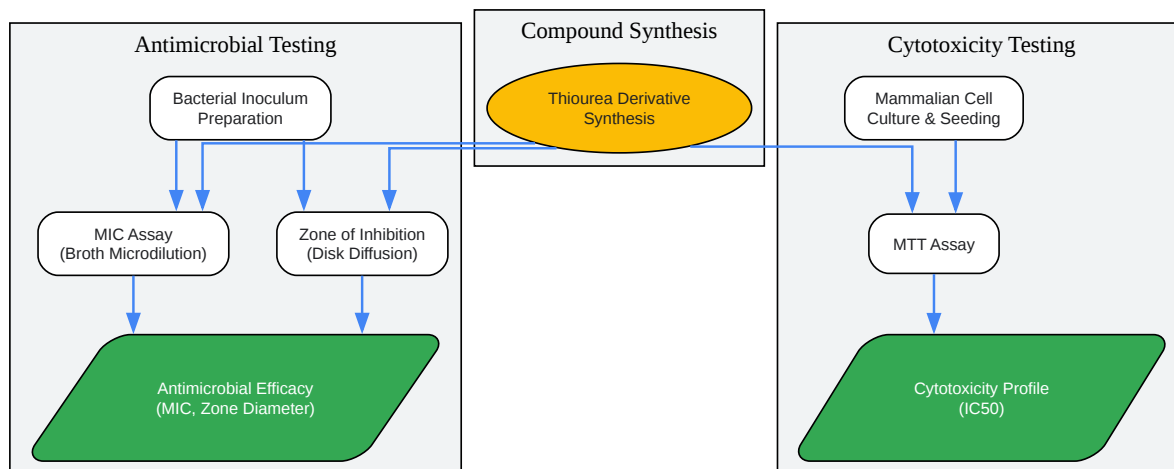 Antimicrobial Testing
Bacterial Inoculum
Preparation
MIC Assay
(Broth Microdilution)
Zone of Inhibition
(Disk Diffusion)
Antimicrobial Efficacy
(MIC, Zone Diameter)
Compound Synthesis
Thiourea Derivative
Synthesis
Cytotoxicity Testing
Mammalian Cell
Culture & Seeding
MTT Assay
Cytotoxicity Profile
(IC50)